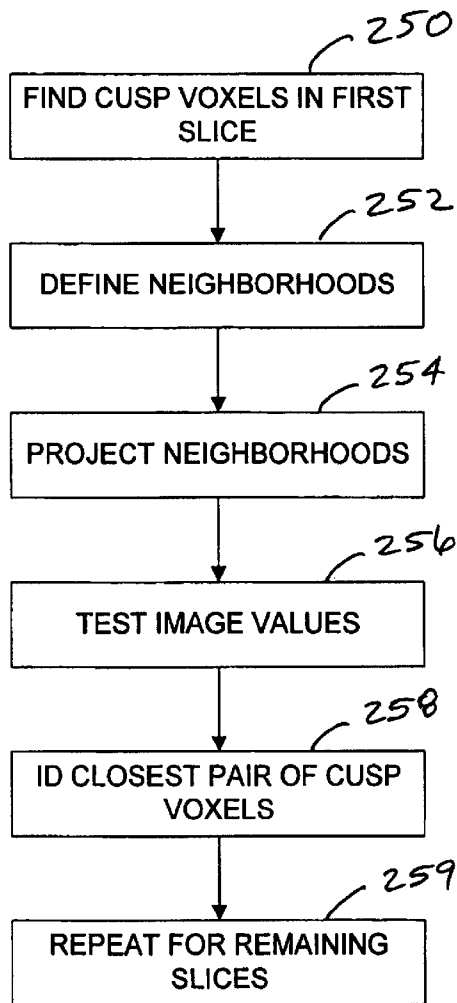 250
FIND CUSP VOXELS IN FIRST
SLICE
252
DEFINE NEIGHBORHOODS
254
PROJECT NEIGHBORHOODS
256
TEST IMAGE VALUES
258
ID CLOSEST PAIR OF CUSP
VOXELS
259
REPEAT FOR REMAINING
SLICES